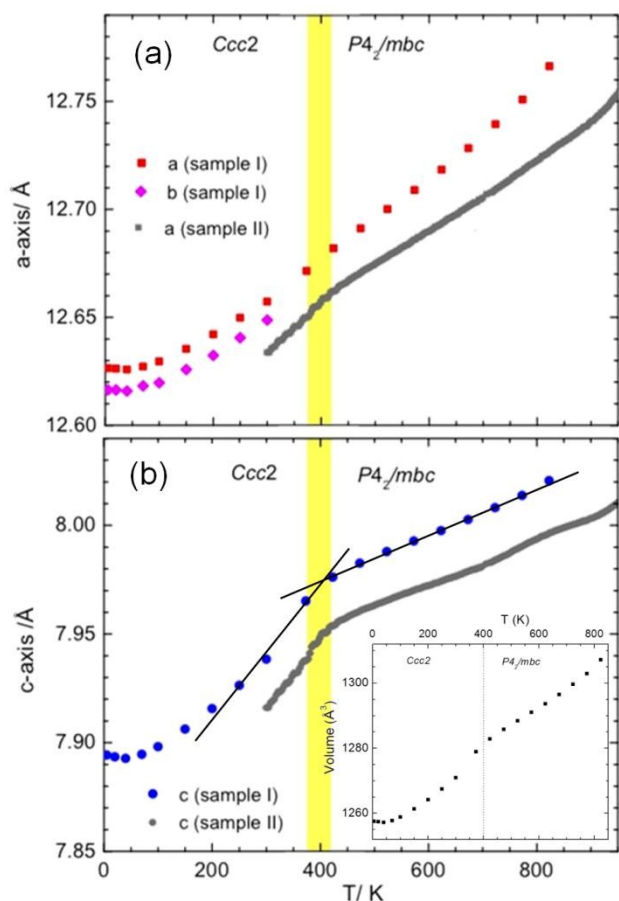 Ccc2 P4₂/mbc
(a)
12.75
a (sample I)
b (sample I)
12.70
a (sample II)
a-axis/ Å
12.65
12.60
(b)
Ccc2 P4₂/mbc
8.00
c-axis /Å
7.95
7.90
c (sample I)
c (sample II)
7.85
0 200 400 600 800
T/ K
T (K)
0 200 400 600 800
Ccc2 P4₂/mbc
1300
Volume (Å³)
1280
1260